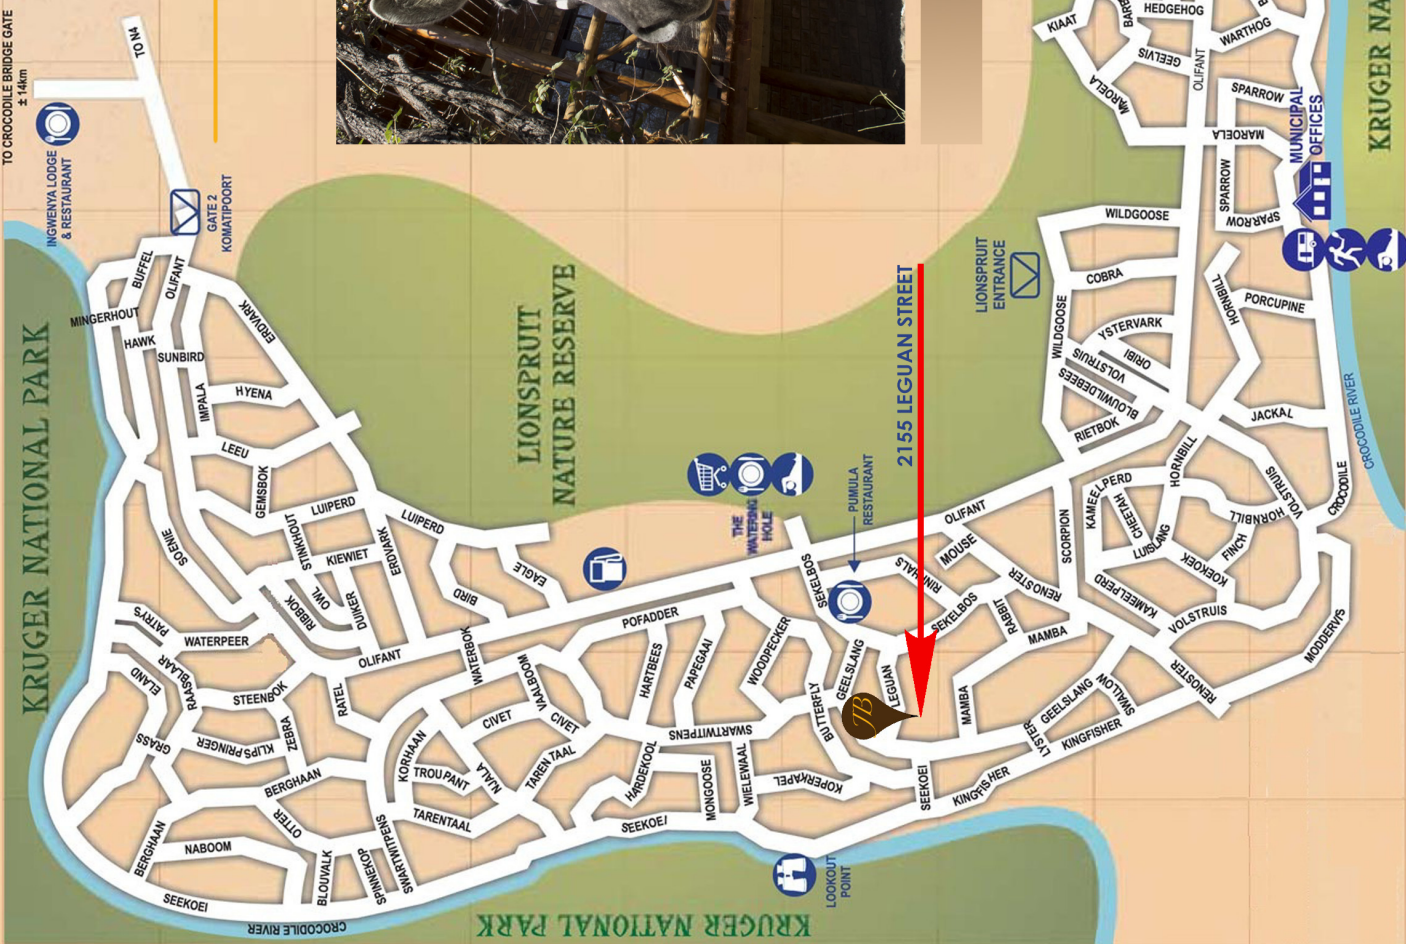 TO CROCODILE BRIDGE GATE
± 14km
TO N4
INGWENYA LODGE
& RESTAURANT
GATE 2
KOMATIPOORT
KRUGER NATIONAL PARK
BUFFEL
OLIFANT
MINGERHOUT
HAWK
SUNBIRD
ERDVARK
IMPALA
HYENA
LEEU
GEMSBOK
LUIPERD
STINKHOUT
LUIPERD
KIEWIET
ERDVARK
SOENIE
OWL
RIBBOK
DUIKER
BIRD
EAGLE
PATRYS
WATERPEER
OLIFANT
WATERBOK
RAASBLAAR
ELAND
STEENBOK
RATEL
VAALBOOM
GRASS
KLIPSPRINGER
ZEBRA
CIVET
CIVET
KORHAAN
TROUPANT
NJALA
TARENTAAL
BERGHAAN
OTTER
TARENTAAL
BERGHAAN
NABOOM
BLOUVALK
SPINNEKOP
SWARTWITPENS
SEEKOEI
CROCODILE RIVER
KRUGER NATIONAL PARK
LIONSPRUIT
NATURE RESERVE
THE
WATERING
HOLE
PUMULA
RESTAURANT
2155 LEGUAN STREET
POFADDER
HARTBEES
PAPEGAAI
WOODPECKER
SEKELBOS
GEELSLANG
LEGUAN
BUTTERFLY
JB
SWARTWITPENS
HARDEKOOL
MONGOOSE
WIELEWAAL
KOPERKAPEL
SEEKOEI
SEEKOEI
LOOKOUT
POINT
KINGFISHER
KINGFISHER
LYSTER
GEELSLANG
SWALLOW
MAMBA
MAMBA
RABBIT
SEKELBOS
RINKHALS
MOUSE
RENOSTER
OLIFANT
SCORPION
KAMEELPERD
CHEETAH
LUISLANG
KAMEELPERD
KOEKOEK
FINCH
HORNBILL
VOLSTRUIS
VOLSTRUIS
RENOSTER
MODDERVIS
CROCODILE
CROCODILE RIVER
HORNBILL
JACKAL
PORCUPINE
HORNBILL
RIETBOK
BLOUWILDEBEES
VOLSTRUIS
ORIBI
YSTERVARK
WILDGOOSE
COBRA
WILDGOOSE
LIONSPRUIT
ENTRANCE
SPARROW
SPARROW
MAROELA
SPARROW
MUNICIPAL
OFFICES
MAROELA
OLIFANT
GEELVIS
KIAAT
HEDGEHOG
WARTHOG
KRUGER NA